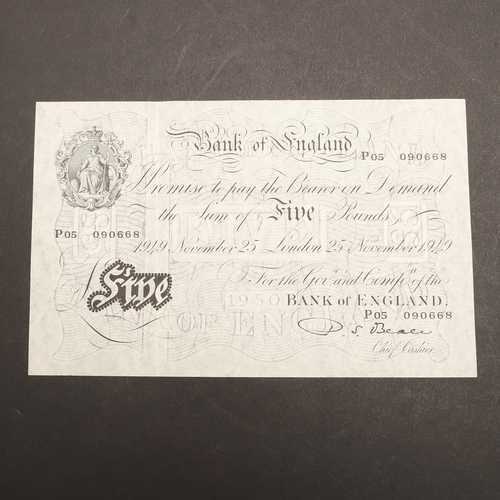 Bank of England
P05 090668
I Promise to pay the Bearer on Demand
the Sum of Five Pounds
P05 090668
1949 November 25 London 25 November 1949
£Five
For the Gov.r and Comp.a of the
1950
BANK OF ENGLAND.
P05 090668
OF ENG
P.S. Beale
Chief Cashier.